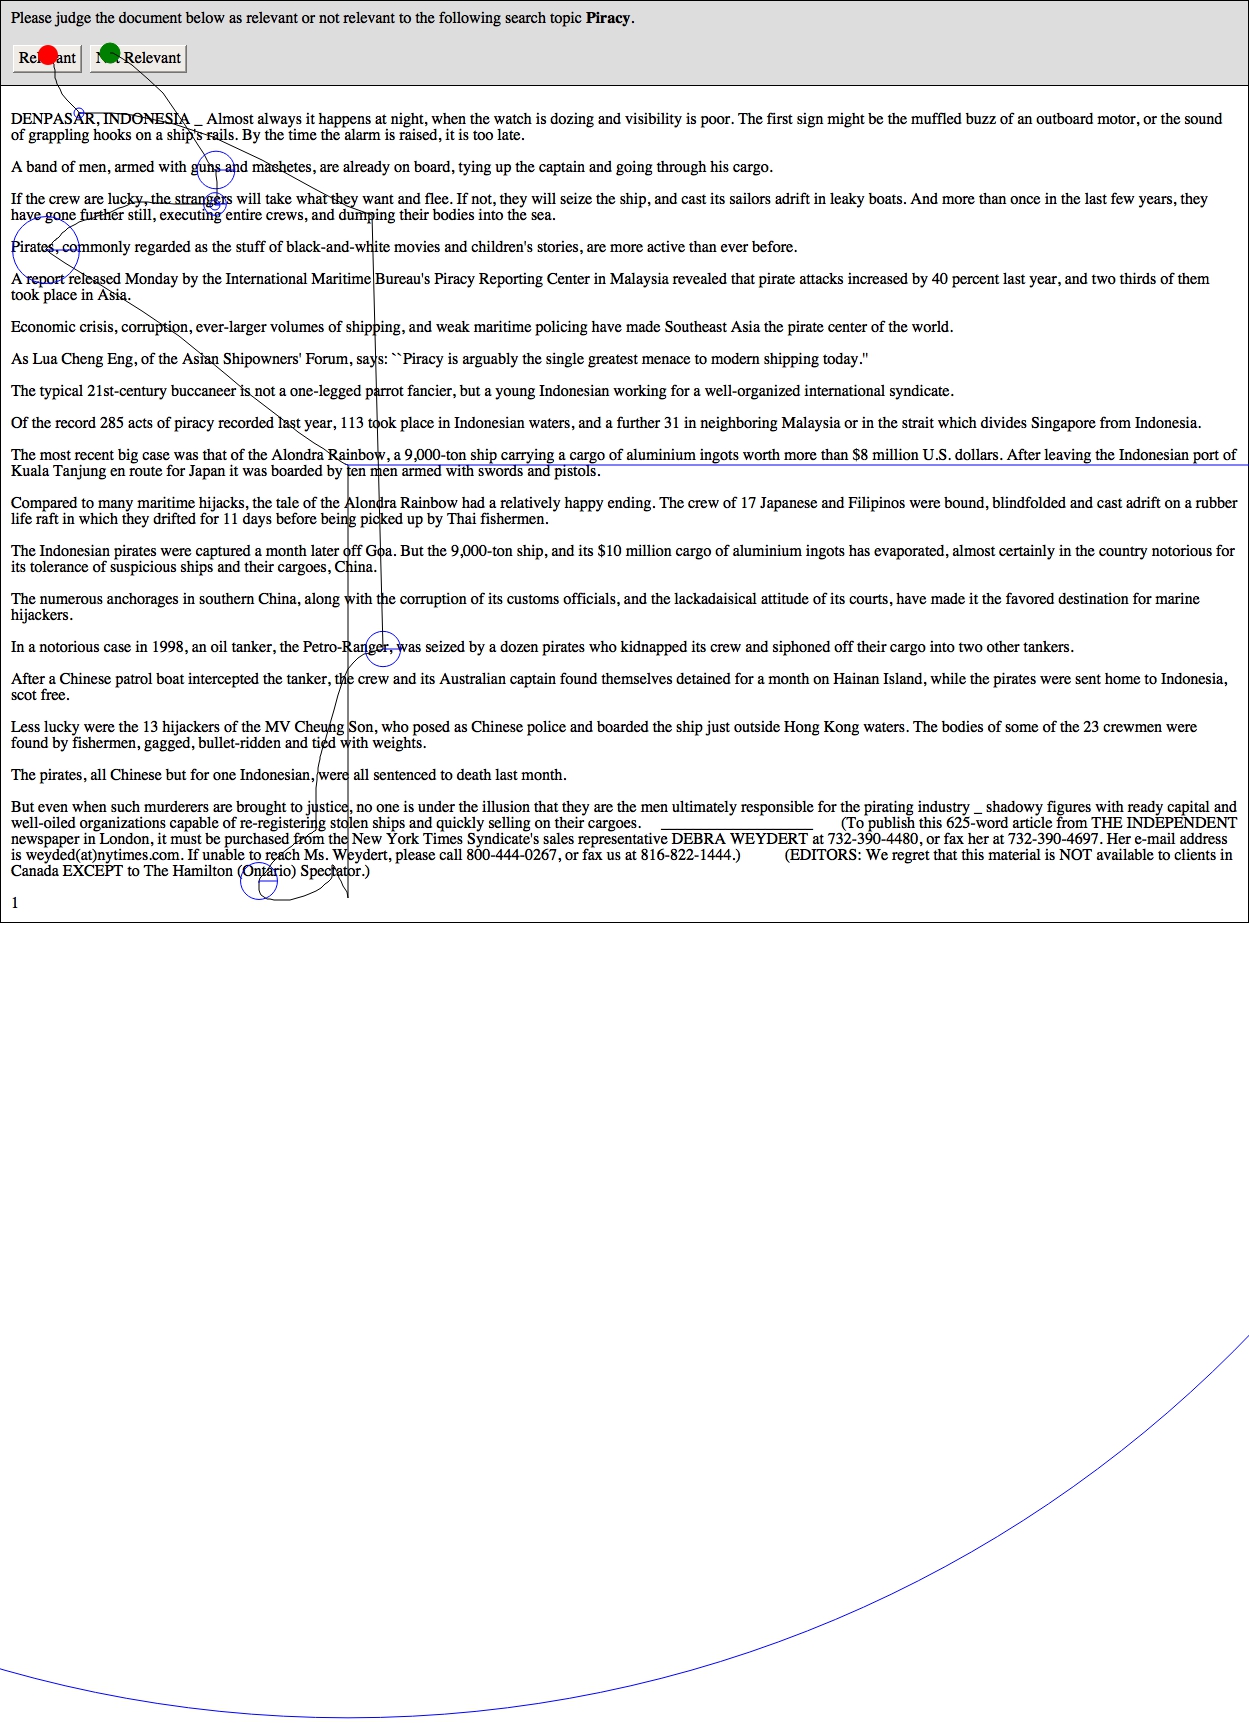 Please judge the document below as relevant or not relevant to the following search topic Piracy.
Relevant Not Relevant
DENPASAR, INDONESIA _ Almost always it happens at night, when the watch is dozing and visibility is poor. The first sign might be the muffled buzz of an outboard motor, or the sound
of grappling hooks on a ship's rails. By the time the alarm is raised, it is too late.
A band of men, armed with guns and machetes, are already on board, tying up the captain and going through his cargo.
If the crew are lucky, the strangers will take what they want and flee. If not, they will seize the ship, and cast its sailors adrift in leaky boats. And more than once in the last few years, they
have gone further still, executing entire crews, and dumping their bodies into the sea.
Pirates, commonly regarded as the stuff of black-and-white movies and children's stories, are more active than ever before.
A report released Monday by the International Maritime Bureau's Piracy Reporting Center in Malaysia revealed that pirate attacks increased by 40 percent last year, and two thirds of them
took place in Asia.
Economic crisis, corruption, ever-larger volumes of shipping, and weak maritime policing have made Southeast Asia the pirate center of the world.
As Lua Cheng Eng, of the Asian Shipowners' Forum, says: ``Piracy is arguably the single greatest menace to modern shipping today."
The typical 21st-century buccaneer is not a one-legged parrot fancier, but a young Indonesian working for a well-organized international syndicate.
Of the record 285 acts of piracy recorded last year, 113 took place in Indonesian waters, and a further 31 in neighboring Malaysia or in the strait which divides Singapore from Indonesia.
The most recent big case was that of the Alondra Rainbow, a 9,000-ton ship carrying a cargo of aluminium ingots worth more than $8 million U.S. dollars. After leaving the Indonesian port of
Kuala Tanjung en route for Japan it was boarded by ten men armed with swords and pistols.
Compared to many maritime hijacks, the tale of the Alondra Rainbow had a relatively happy ending. The crew of 17 Japanese and Filipinos were bound, blindfolded and cast adrift on a rubber
life raft in which they drifted for 11 days before being picked up by Thai fishermen.
The Indonesian pirates were captured a month later off Goa. But the 9,000-ton ship, and its $10 million cargo of aluminium ingots has evaporated, almost certainly in the country notorious for
its tolerance of suspicious ships and their cargoes, China.
The numerous anchorages in southern China, along with the corruption of its customs officials, and the lackadaisical attitude of its courts, have made it the favored destination for marine
hijackers.
In a notorious case in 1998, an oil tanker, the Petro-Ranger, was seized by a dozen pirates who kidnapped its crew and siphoned off their cargo into two other tankers.
After a Chinese patrol boat intercepted the tanker, the crew and its Australian captain found themselves detained for a month on Hainan Island, while the pirates were sent home to Indonesia,
scot free.
Less lucky were the 13 hijackers of the MV Cheung Son, who posed as Chinese police and boarded the ship just outside Hong Kong waters. The bodies of some of the 23 crewmen were
found by fishermen, gagged, bullet-ridden and tied with weights.
The pirates, all Chinese but for one Indonesian, were all sentenced to death last month.
But even when such murderers are brought to justice, no one is under the illusion that they are the men ultimately responsible for the pirating industry _ shadowy figures with ready capital and
well-oiled organizations capable of re-registering stolen ships and quickly selling on their cargoes. ___________________ (To publish this 625-word article from THE INDEPENDENT
newspaper in London, it must be purchased from the New York Times Syndicate's sales representative DEBRA WEYDERT at 732-390-4480, or fax her at 732-390-4697. Her e-mail address
is weyded(at)nytimes.com. If unable to reach Ms. Weydert, please call 800-444-0267, or fax us at 816-822-1444.) (EDITORS: We regret that this material is NOT available to clients in
Canada EXCEPT to The Hamilton (Ontario) Spectator.)
1